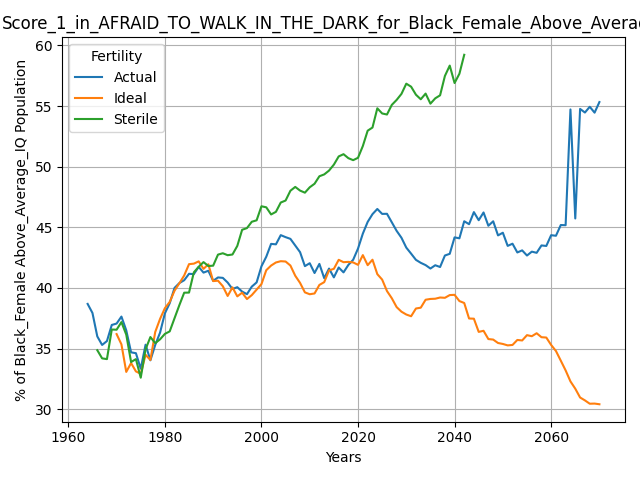 Score_1_in_AFRAID_TO_WALK_IN_THE_DARK_for_Black_Female_Above_Avera
Fertility
Actual
Ideal
Sterile
% of Black_Female Above_Average_IQ Population
60
55
50
45
40
35
30
1960
1980
2000
2020
2040
2060
Years